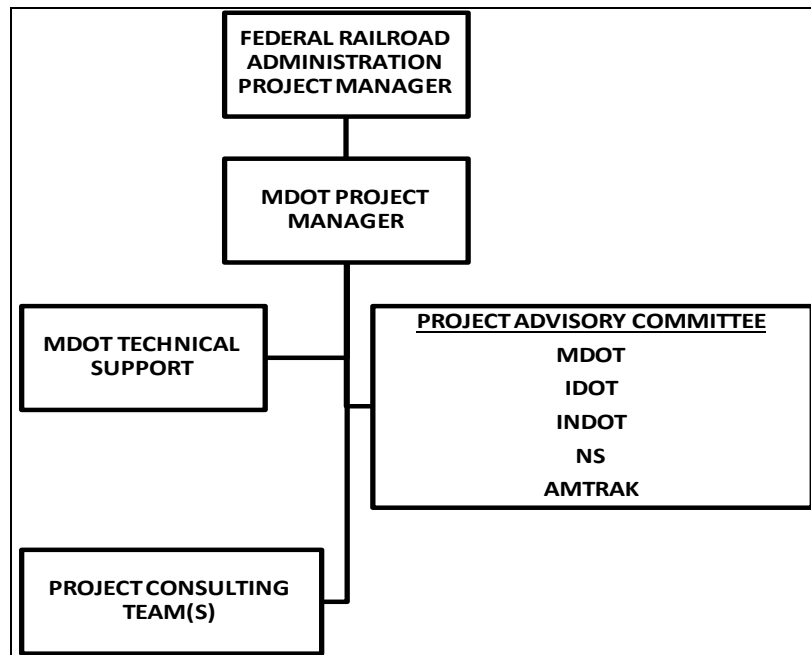 FEDERAL RAILROAD
ADMINISTRATION
PROJECT MANAGER
MDOT PROJECT
MANAGER
MDOT TECHNICAL
SUPPORT
PROJECT ADVISORY COMMITTEE
MDOT
IDOT
INDOT
NS
AMTRAK
PROJECT CONSULTING
TEAM(S)